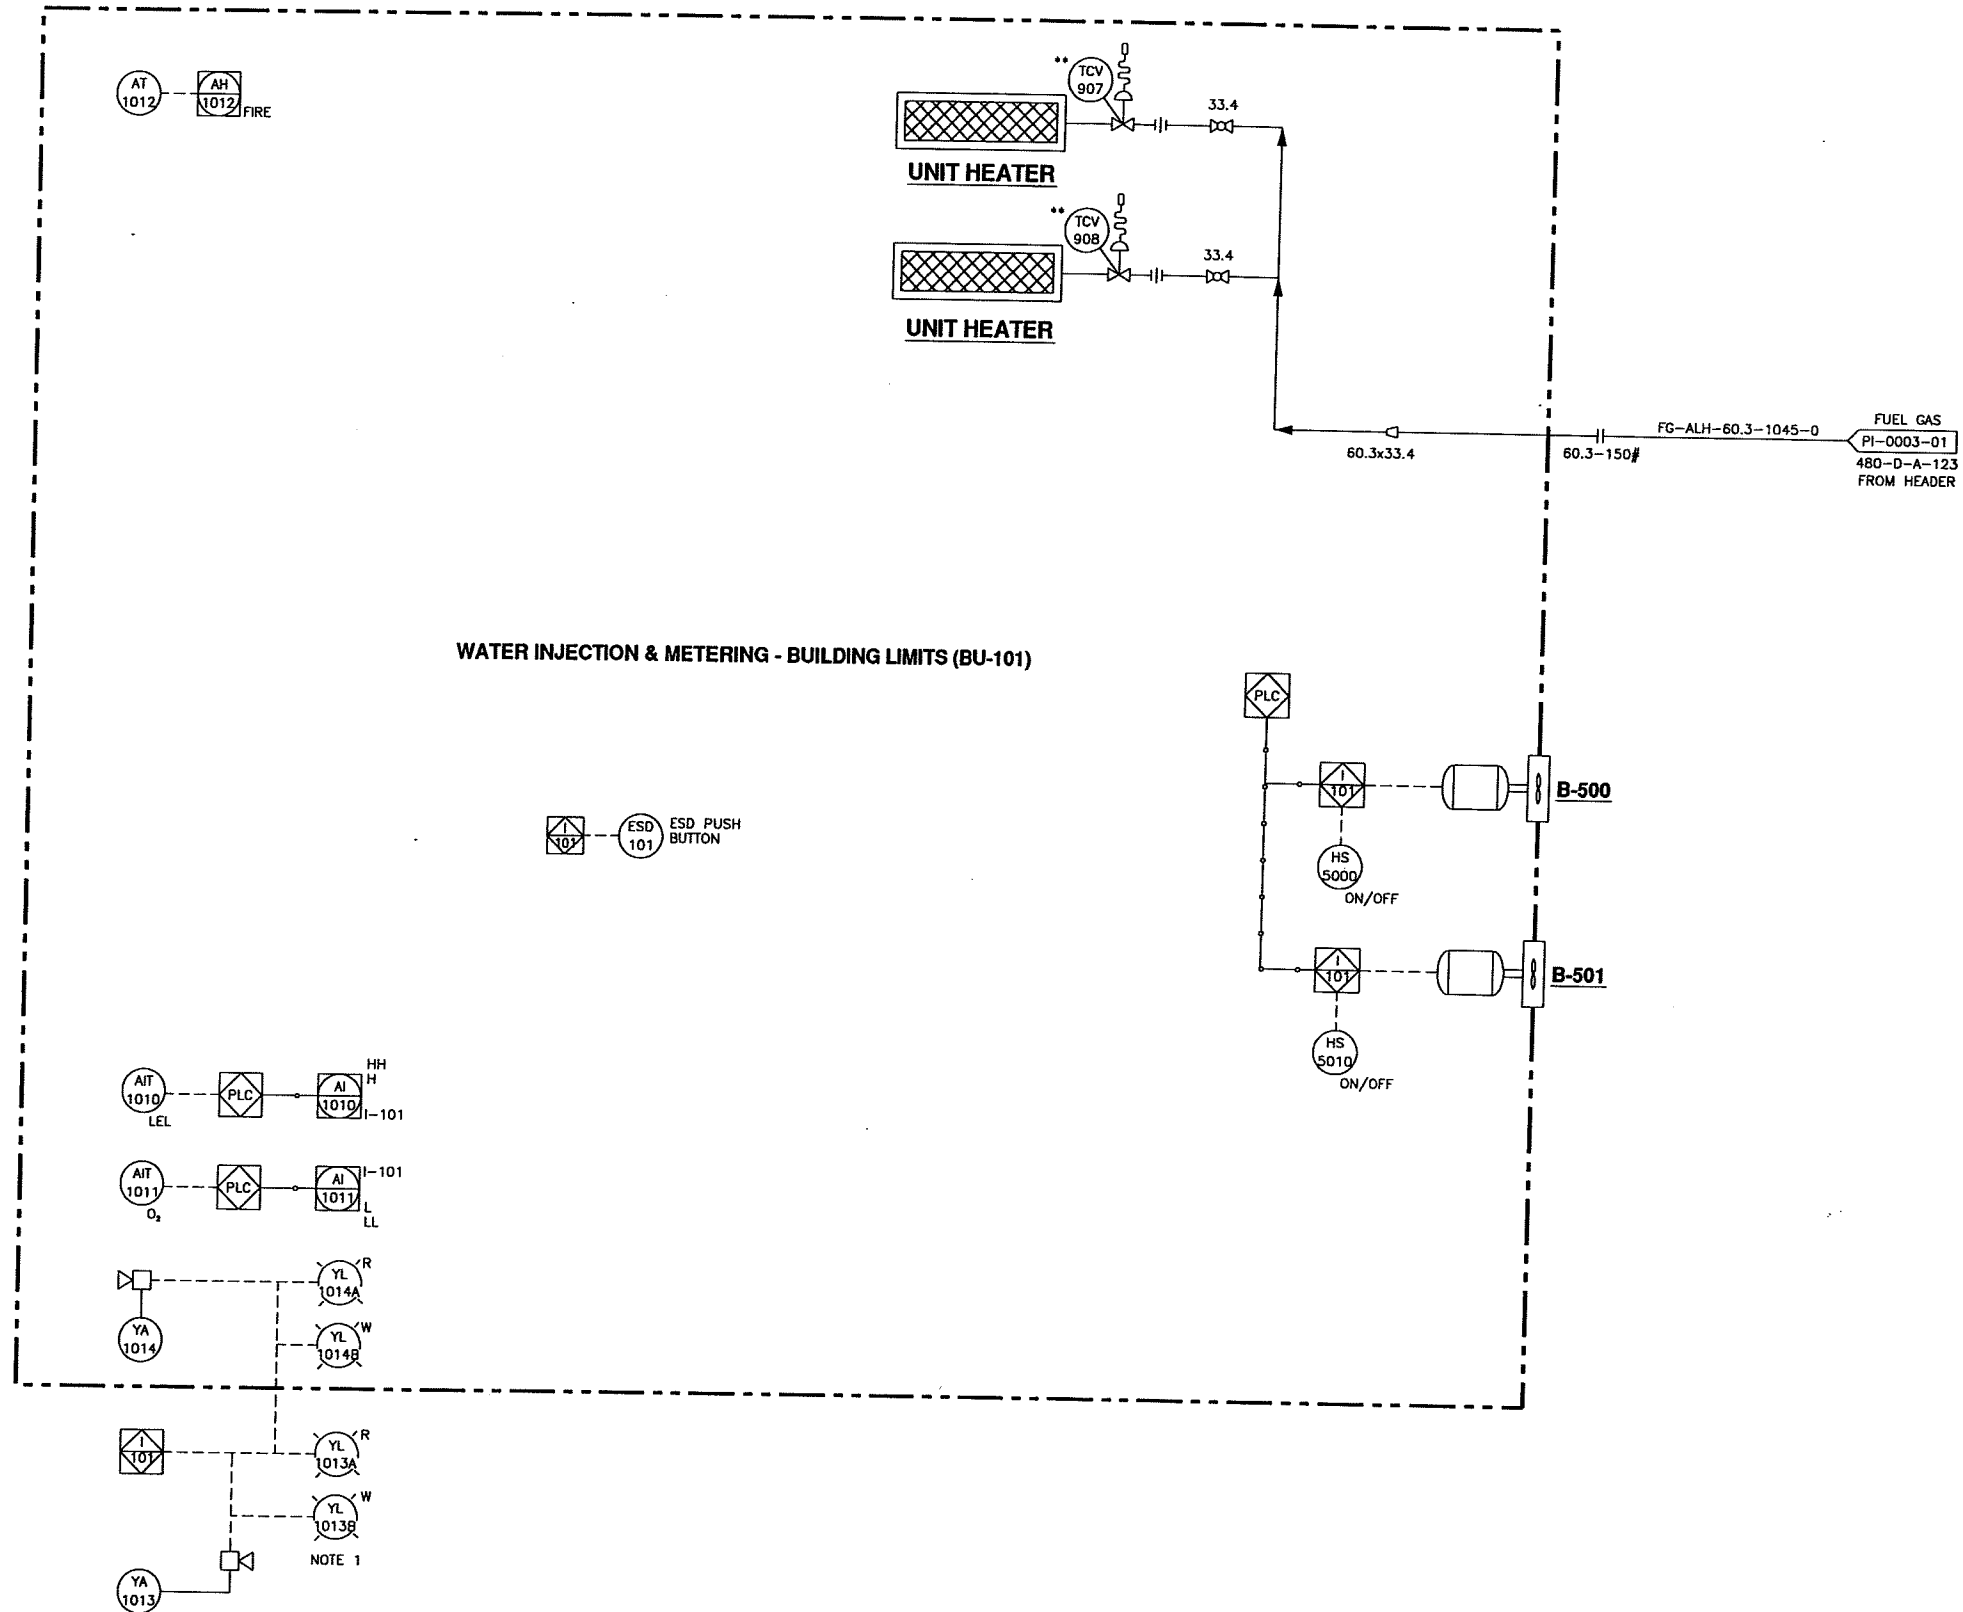 **
TCV
907
33.4
AT
1012
AH
1012
FIRE
UNIT HEATER
**
TCV
908
33.4
UNIT HEATER
FUEL GAS
FG-ALH-60.3-1045-0
PI-0003-01
60.3x33.4
60.3-150#
480-D-A-123
FROM HEADER
WATER INJECTION & METERING - BUILDING LIMITS (BU-101)
PLC
I
101
B-500
HS
5000
ON/OFF
I
101
ESD
101
ESD PUSH
BUTTON
I
101
B-501
HS
5010
ON/OFF
AIT
1010
LEL
PLC
AI
1010
HH
H
I-101
AIT
1011
O₂
PLC
AI
1011
I-101
L
LL
YL
1014A
R
YA
1014
YL
1014B
W
I
101
YL
1013A
R
YL
1013B
W
NOTE 1
YA
1013